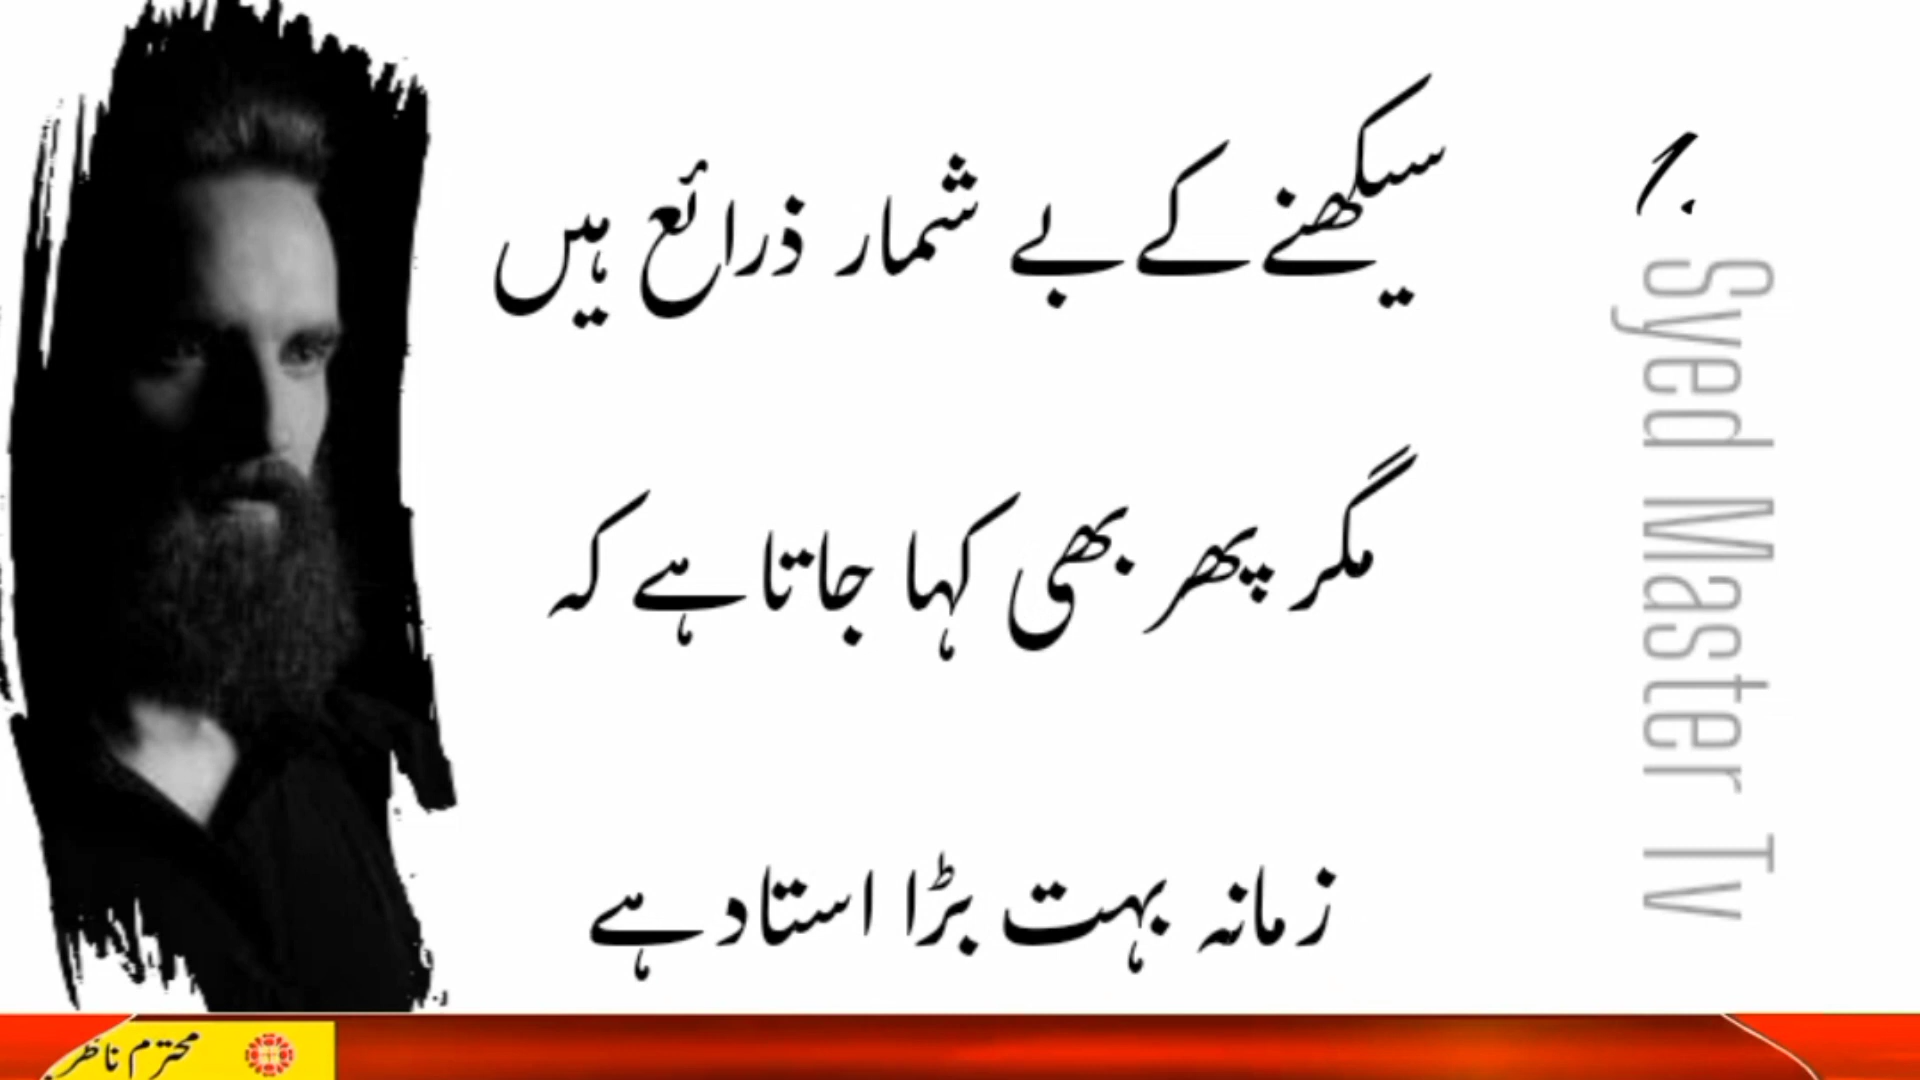 سیکھنے کے بے شمار ذرائع ہیں
مگر پھر بھی کہا جاتا ہے کہ
زمانہ بہت بڑا استاد ہے
Syed Master Tv
محترم ناظر